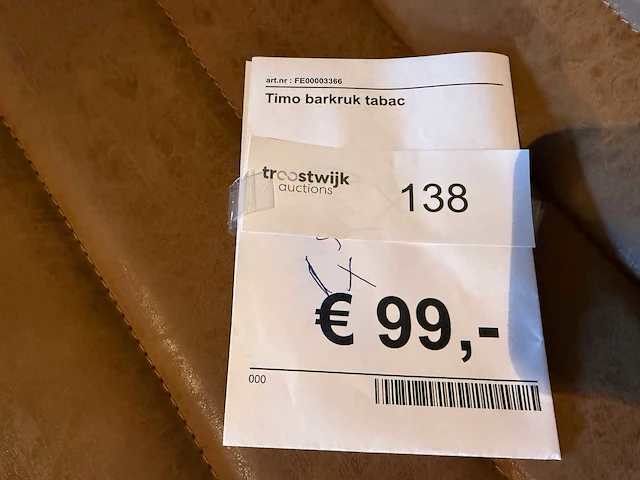 art.nr : FE00003366
Timo barkruk tabac
troostwijk
auctions
138
€ 99,-
000